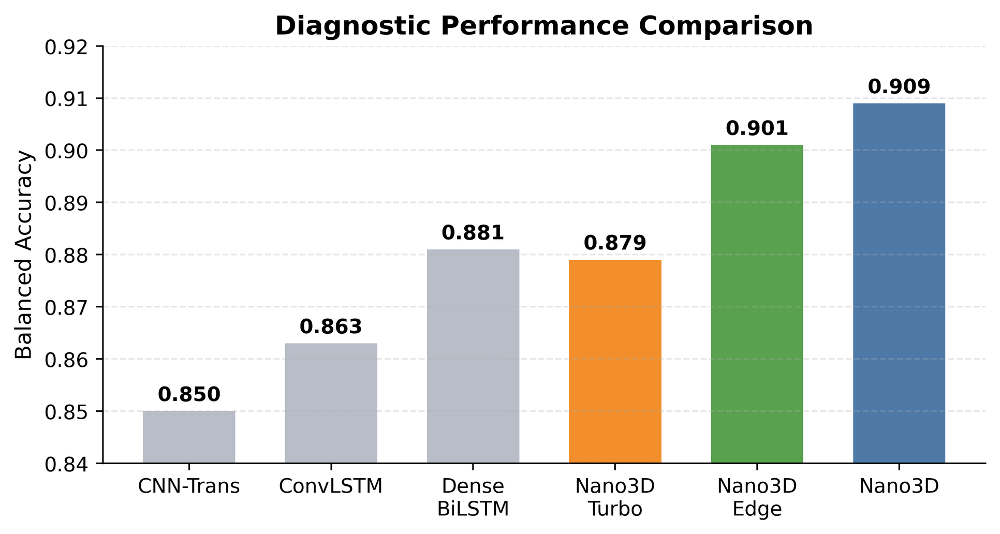 Diagnostic Performance Comparison
Balanced Accuracy
0.92
0.91
0.90
0.89
0.88
0.87
0.86
0.85
0.84
0.850
0.863
0.881
0.879
0.901
0.909
CNN-Trans
ConvLSTM
Dense
BiLSTM
Nano3D
Turbo
Nano3D
Edge
Nano3D